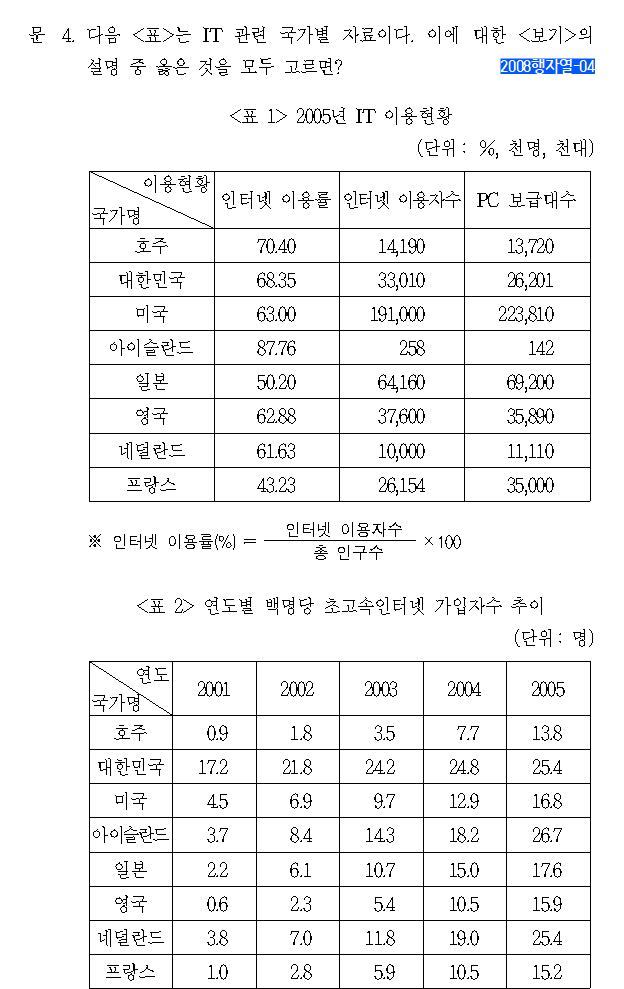 문 4. 다음 <표>는 IT 관련 국가별 자료이다. 이에 대한 <보기>의
설명 중 옳은 것을 모두 고르면? 2008행자열-04
<표 1> 2005년 IT 이용현황
(단위 : %, 천명, 천대)
이용현황
국가명 인터넷 이용률 인터넷 이용자수 PC 보급대수
호주 70.40 14,190 13,720
대한민국 68.35 33,010 26,201
미국 63.00 191,000 223,810
아이슬란드 87.76 258 142
일본 50.20 64,160 69,200
영국 62.88 37,600 35,890
네덜란드 61.63 10,000 11,110
프랑스 43.23 26,154 35,000
인터넷 이용자수
※ 인터넷 이용률(%) = × 100
총 인구수
<표 2> 연도별 백명당 초고속인터넷 가입자수 추이
(단위 : 명)
연도
국가명 2001 2002 2003 2004 2005
호주 0.9 1.8 3.5 7.7 13.8
대한민국 17.2 21.8 24.2 24.8 25.4
미국 4.5 6.9 9.7 12.9 16.8
아이슬란드 3.7 8.4 14.3 18.2 26.7
일본 2.2 6.1 10.7 15.0 17.6
영국 0.6 2.3 5.4 10.5 15.9
네덜란드 3.8 7.0 11.8 19.0 25.4
프랑스 1.0 2.8 5.9 10.5 15.2